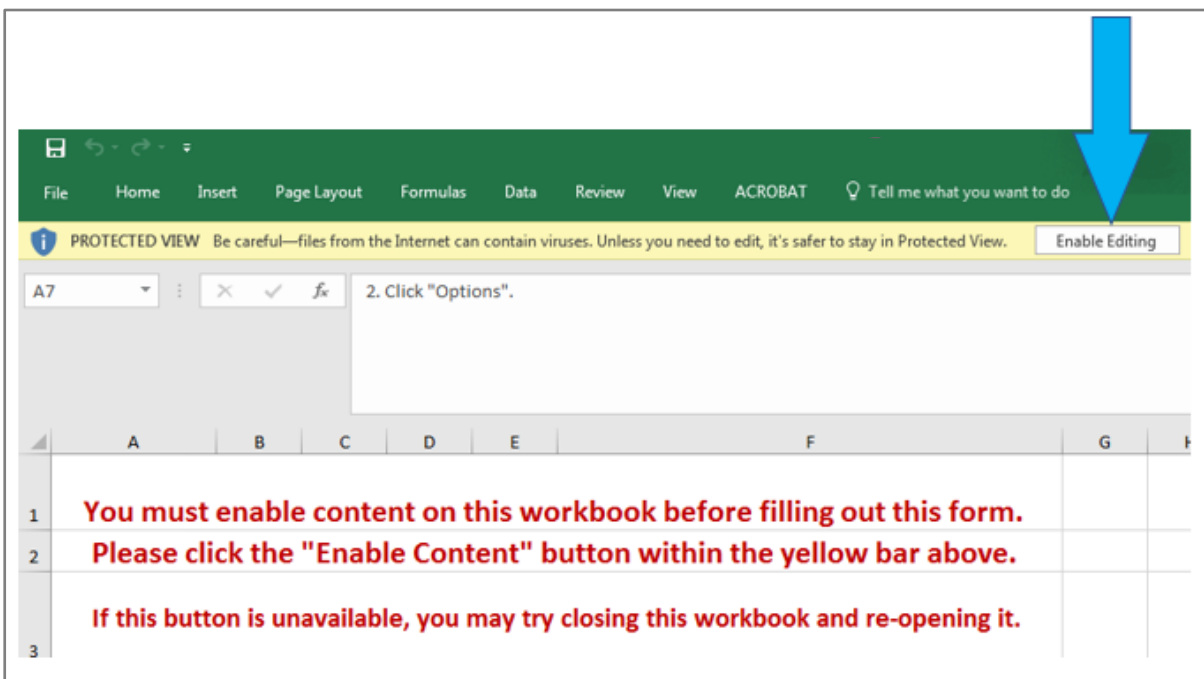 File Home Insert Page Layout Formulas Data Review View ACROBAT Tell me what you want to do
PROTECTED VIEW Be careful—files from the Internet can contain viruses. Unless you need to edit, it's safer to stay in Protected View. Enable Editing
A7 fx 2. Click "Options".
A B C D E F G H
1 You must enable content on this workbook before filling out this form.
2 Please click the "Enable Content" button within the yellow bar above.
3 If this button is unavailable, you may try closing this workbook and re-opening it.